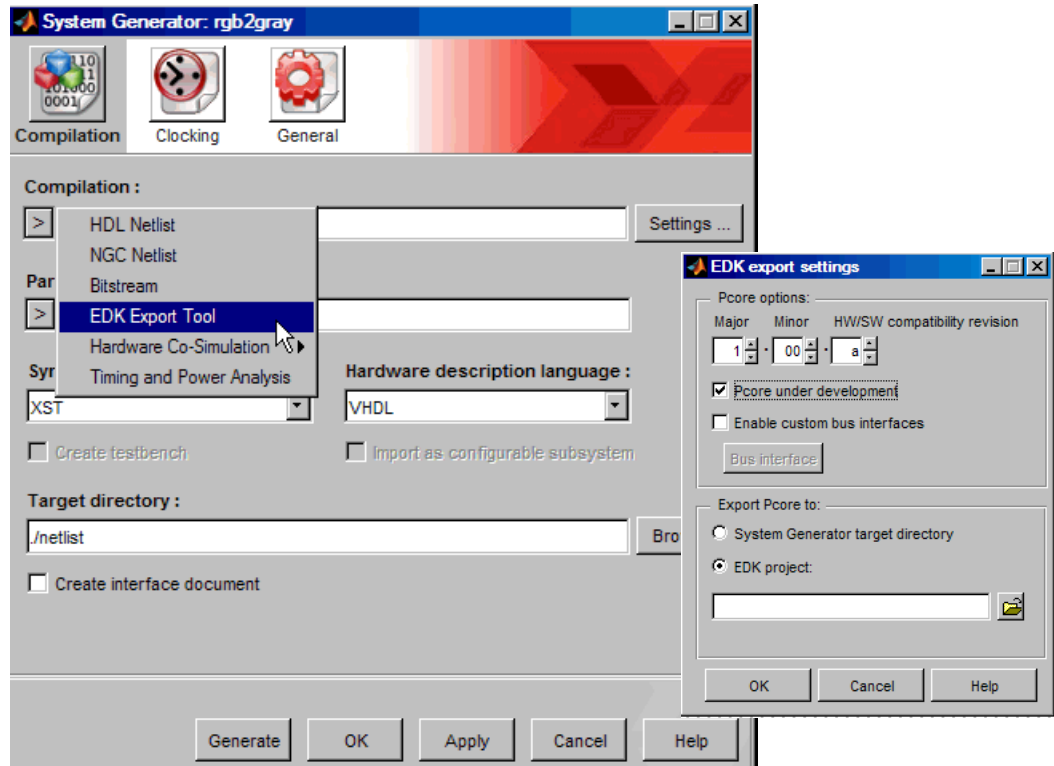 System Generator: rgb2gray
110
11
101000
0001
Compilation
Clocking
General
Compilation :
>
Settings ...
HDL Netlist
NGC Netlist
Bitstream
EDK Export Tool
Hardware Co-Simulation
Timing and Power Analysis
Par
>
Syr
Hardware description language :
XST
VHDL
Create testbench
Import as configurable subsystem
Target directory :
./netlist
Bro
Create interface document
Generate
OK
Apply
Cancel
Help
EDK export settings
Pcore options:
Major Minor HW/SW compatibility revision
1 . 00 . a
Pcore under development
Enable custom bus interfaces
Bus interface
Export Pcore to:
System Generator target directory
EDK project:
OK
Cancel
Help